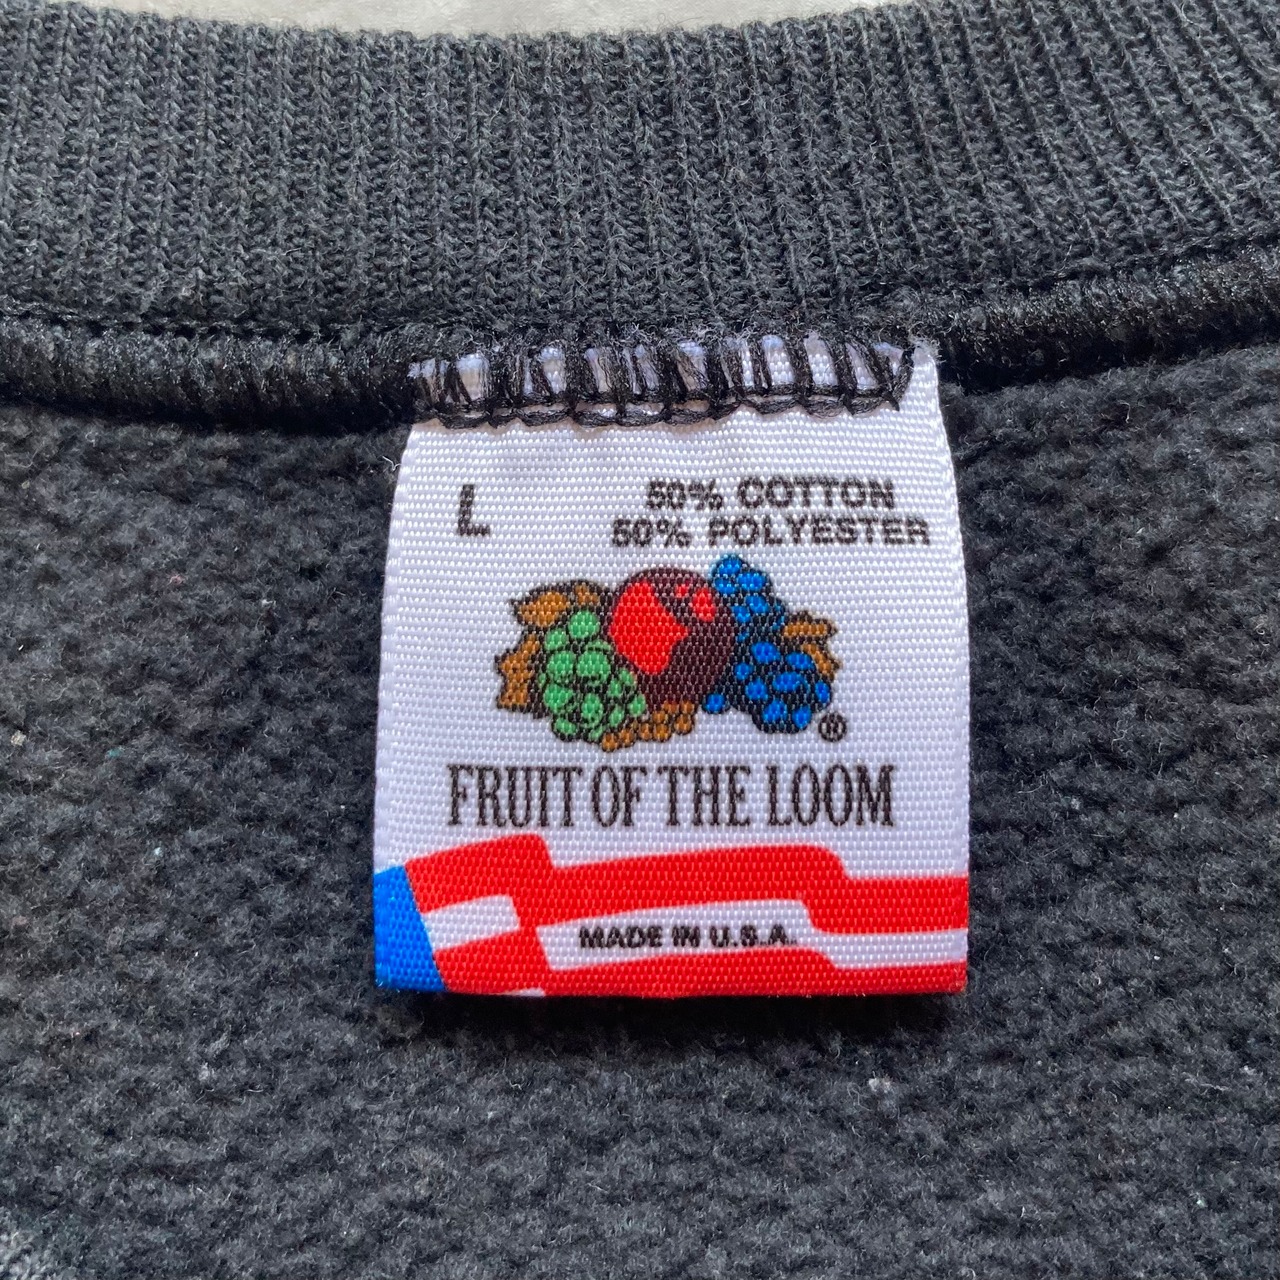 L
50% COTTON
50% POLYESTER
®
FRUIT OF THE LOOM
MADE IN U.S.A.